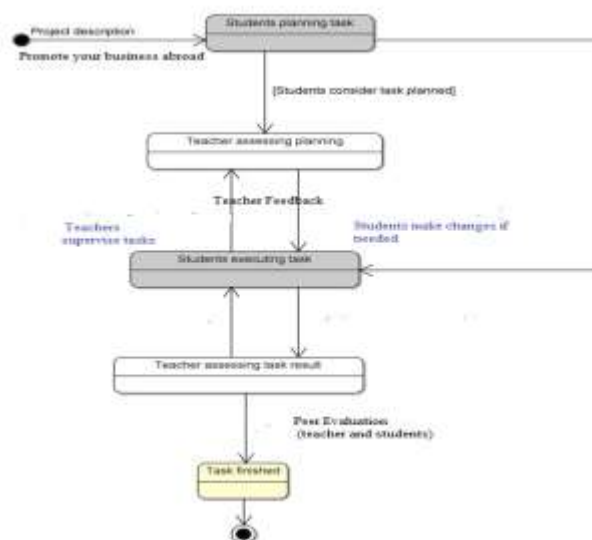 Students planning task
Project description
Promote your business abroad
[Students consider task planned]
Teacher assessing planning
Teacher Feedback
Teachers
supervise tasks
Students make changes if
needed
Students executing task
Teacher assessing task result
Peer Evaluation
(teacher and students)
Task finished